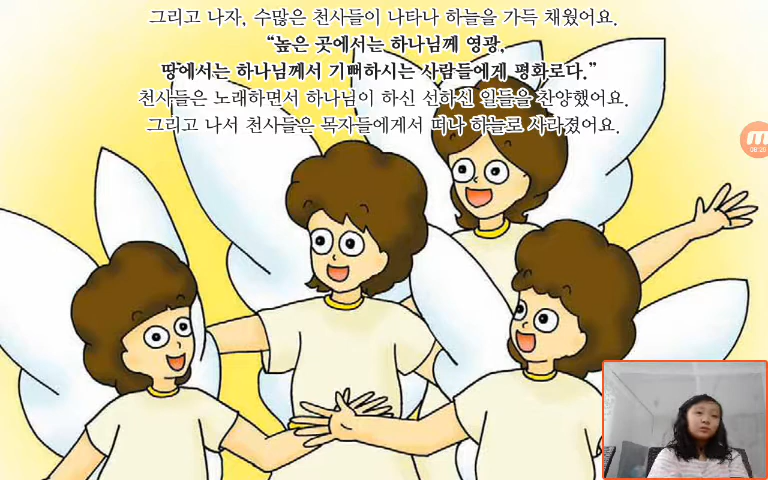 그리고 나자, 수많은 천사들이 나타나 하늘을 가득 채웠어요.
“높은 곳에서는 하나님께 영광,
땅에서는 하나님께서 기뻐하시는 사람들에게 평화로다.”
천사들은 노래하면서 하나님이 하신 선하신 일들을 찬양했어요.
그리고 나서 천사들은 목자들에게서 떠나 하늘로 사라졌어요.